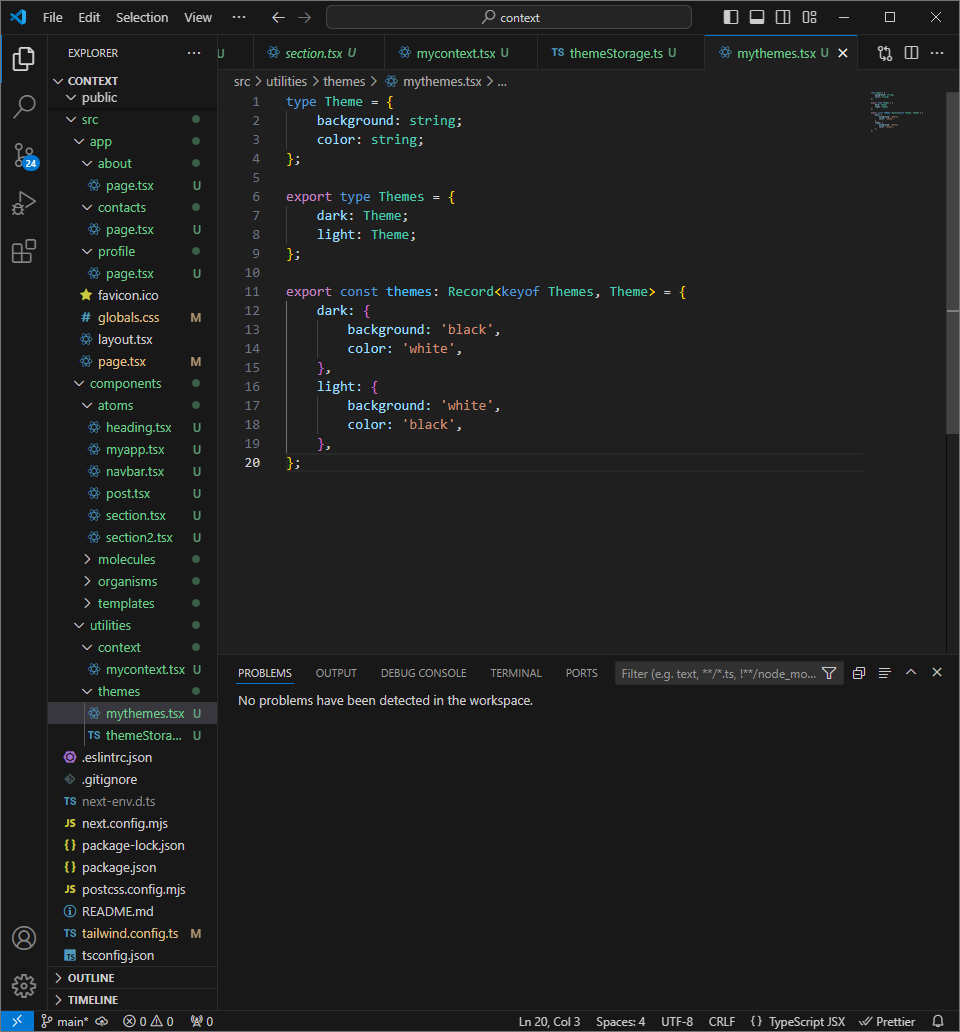 File Edit Selection View ··· context
EXPLORER ···
U section.tsx U mycontext.tsx U themeStorage.ts U mythemes.tsx U ···
src > utilities > themes > mythemes.tsx > ...
CONTEXT
public
src
app
about
page.tsx U
contacts
page.tsx U
profile
page.tsx U
favicon.ico
# globals.css M
layout.tsx
page.tsx M
components
atoms
heading.tsx U
myapp.tsx U
navbar.tsx U
post.tsx U
section.tsx U
section2.tsx U
molecules
organisms
templates
utilities
context
mycontext.tsx U
themes
mythemes.tsx U
TS themeStora... U
.eslintrc.json
.gitignore
TS next-env.d.ts
JS next.config.mjs
{} package-lock.json
{} package.json
JS postcss.config.mjs
README.md
TS tailwind.config.ts M
TS tsconfig.json
OUTLINE
TIMELINE
24
1 type Theme = {
2 background: string;
3 color: string;
4 };
5
6 export type Themes = {
7 dark: Theme;
8 light: Theme;
9 };
10
11 export const themes: Record<keyof Themes, Theme> = {
12 dark: {
13 background: 'black',
14 color: 'white',
15 },
16 light: {
17 background: 'white',
18 color: 'black',
19 },
20 };
PROBLEMS OUTPUT DEBUG CONSOLE TERMINAL PORTS Filter (e.g. text, **/*.ts, !**/node_mo...
No problems have been detected in the workspace.
main* 0 0 0 Ln 20, Col 3 Spaces: 4 UTF-8 CRLF {} TypeScript JSX Prettier